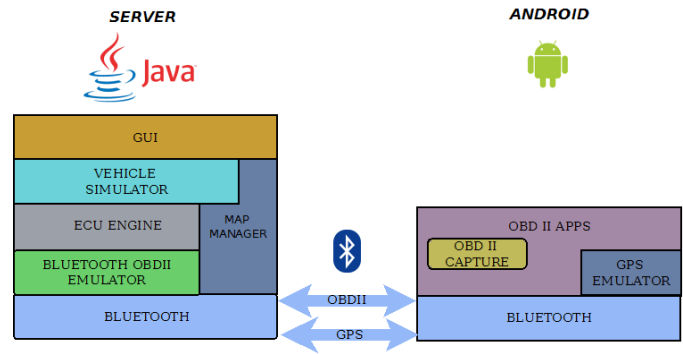 SERVER
ANDROID
Java
GUI
VEHICLE
SIMULATOR
ECU ENGINE
MAP
MANAGER
BLUETOOTH OBDII
EMULATOR
BLUETOOTH
OBDII
GPS
OBD II APPS
OBD II
CAPTURE
GPS
EMULATOR
BLUETOOTH